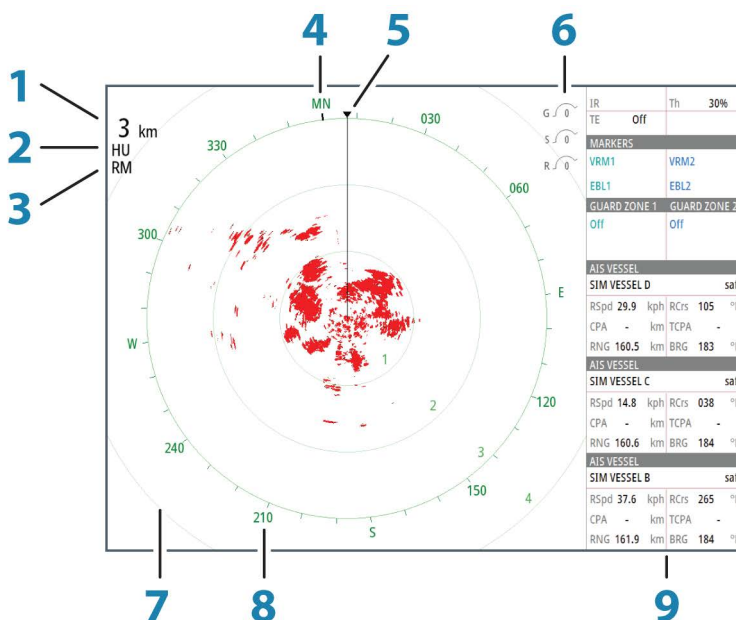 4 5 6
1
2
3
3 km
HU
RM
MN
030
060
E
120
150
S
210
240
W
300
330
1
2
3
4
G 0
S 0
R 0
IR Th 30%
TE Off
MARKERS
VRM1 VRM2
EBL1 EBL2
GUARD ZONE 1 GUARD ZONE 2
Off Off
AIS VESSEL
SIM VESSEL D
RSpd 29.9 kph RCrs 105 °
CPA - km TCPA -
RNG 160.5 km BRG 183 °
AIS VESSEL
SIM VESSEL C
RSpd 14.8 kph RCrs 038 °
CPA - km TCPA -
RNG 160.6 km BRG 184 °
AIS VESSEL
SIM VESSEL B
RSpd 37.6 kph RCrs 265 °
CPA - km TCPA -
RNG 161.9 km BRG 184 °
7 8 9